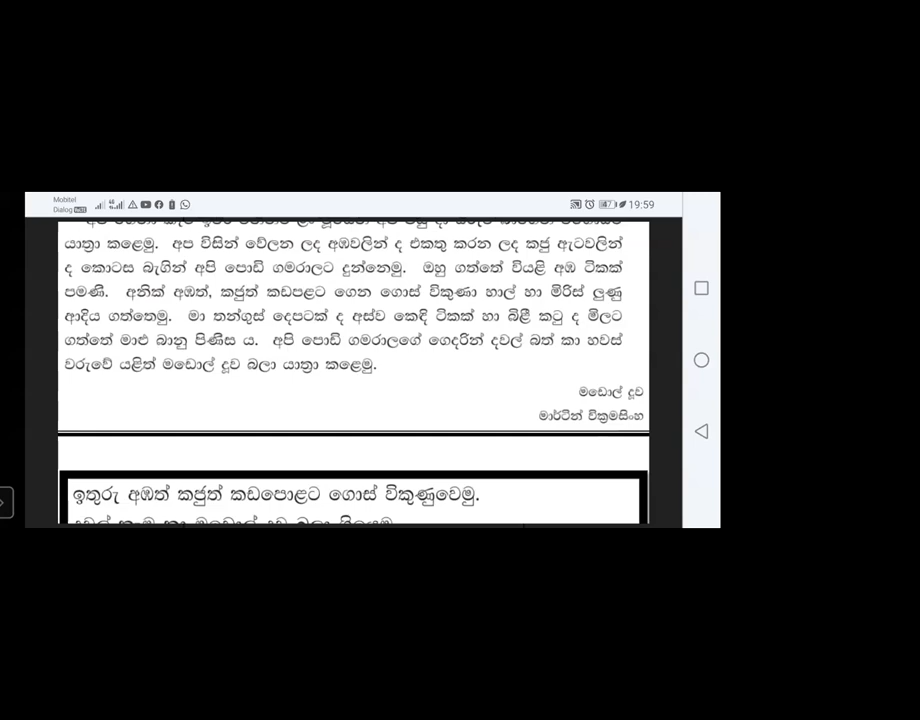 Mobitel
Dialog VoLTE
47 19:59
යාත්‍රා කළෙමු. අප විසින් වේලන ලද අඹවලින් ද එකතු කරන ලද කජු ඇටවලින්
ද කොටස බැගින් අපි පොඩි ගමරාලට දුන්නෙමු. ඔහු ගත්තේ වියළි අඹ ටිකක්
පමණි. අනික් අඹත්, කජුත් කඩපළට ගෙන ගොස් විකුණා හාල් හා මිරිස් ලුණු
ආදිය ගත්තෙමු. මා තන්ගුස් දෙපටක් ද අස්ව කෙඳි ටිකක් හා බිළී කටු ද මිලට
ගත්තේ මාළු බානු පිණිස ය. අපි පොඩි ගමරාලගේ ගෙදරින් දවල් බත් කා හවස්
වරුවේ යළිත් මඩොල් දූව බලා යාත්‍රා කළෙමු.
මඩොල් දූව
මාර්ටින් වික්‍රමසිංහ
ඉතුරු අඹත් කජුත් කඩපොළට ගොස් විකුණුවෙමු.